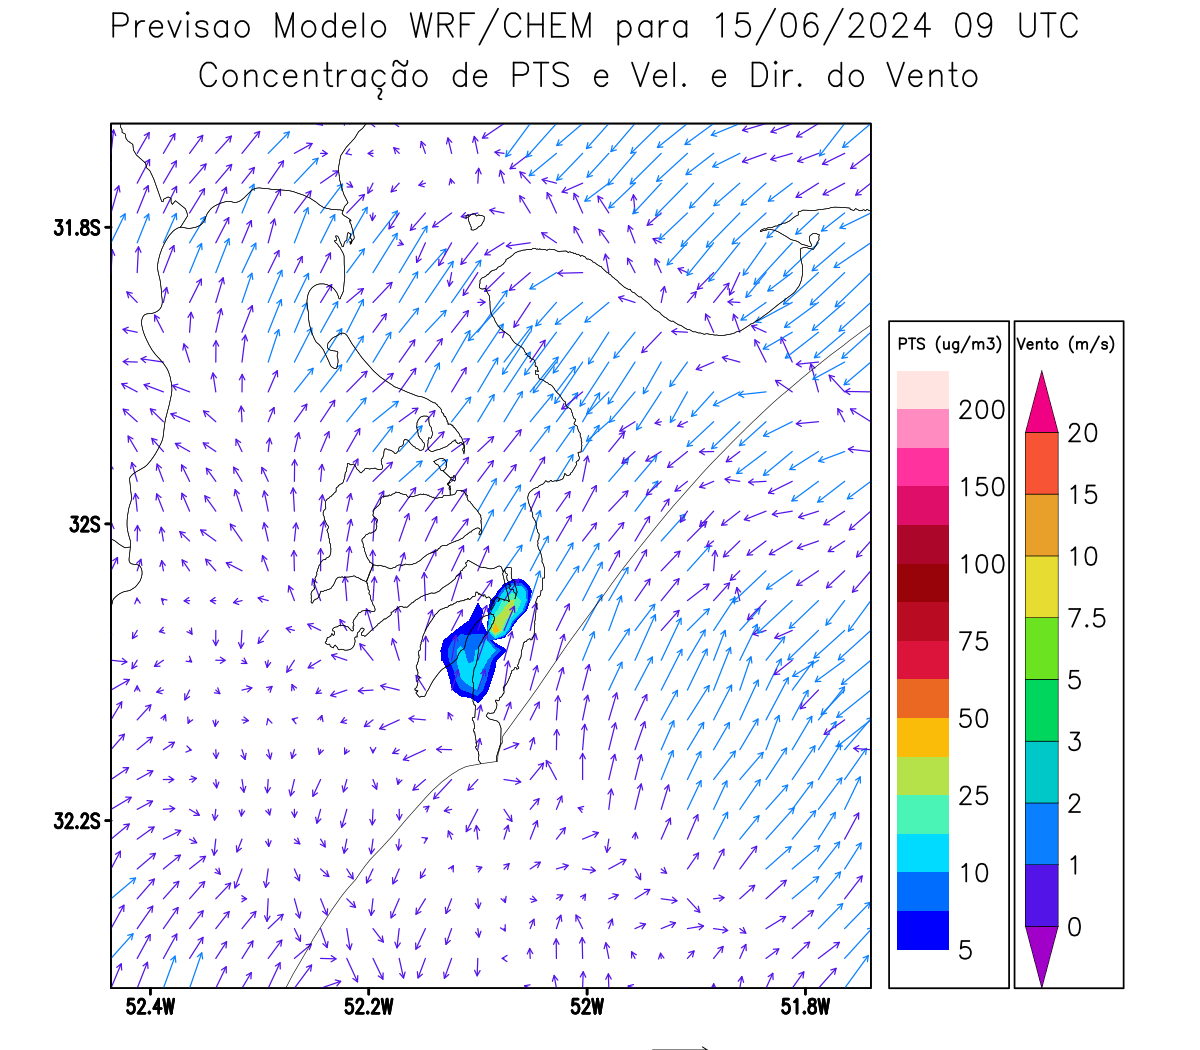 Previsao Modelo WRF/CHEM para 15/06/2024 09 UTC
Concentração de PTS e Vel. e Dir. do Vento
31.8S
32S
32.2S
52.4W
52.2W
52W
51.8W
PTS (ug/m3)
200
150
100
75
50
25
10
5
Vento (m/s)
20
15
10
7.5
5
3
2
1
0